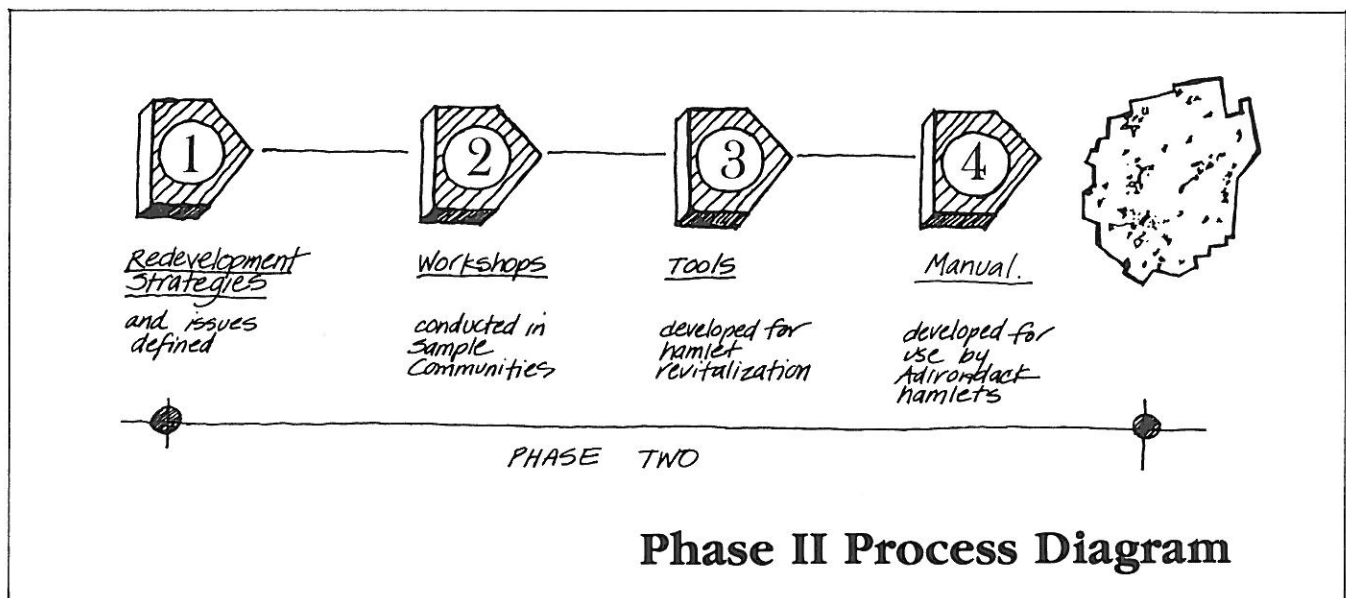 1
Redevelopment
Strategies
and issues
defined
2
Workshops
conducted in
Sample
Communities
3
Tools
developed for
hamlet
revitalization
4
Manual.
developed for
use by
Adirondack
hamlets
PHASE TWO
Phase II Process Diagram